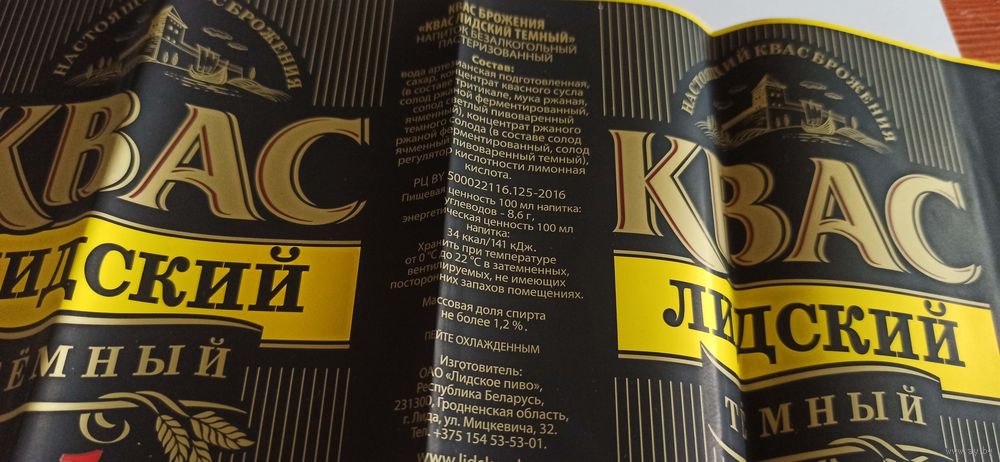 НАСТОЯЩИЙ
БРОЖЕНИЯ
КВАС
ЛИДСКИЙ
ТЁМНЫЙ
КВАС БРОЖЕНИЯ
«КВАС ЛИДСКИЙ ТЕМНЫЙ»
НАПИТОК БЕЗАЛКОГОЛЬНЫЙ
ПАСТЕРИЗОВАННЫЙ
Состав:
вода артезианская подготовленная,
сахар, концентрат квасного сусла
(в составе тритикале, мука ржаная,
солод ржаной ферментированный,
солод светлый пивоваренный
ячменный), концентрат ржаного
темного солода (в составе солод
ржаной ферментированный, солод
ячменный пивоваренный темный),
регулятор кислотности лимонная
кислота.
РЦ BY 500022116.125-2016
Пищевая ценность 100 мл напитка:
углеводов - 8,6 г,
энергетическая ценность 100 мл
напитка:
34 ккал/141 кДж.
Хранить при температуре
от 0 °С до 22 °С в затемненных,
вентилируемых, не имеющих
посторонних запахов помещениях.
Массовая доля спирта
не более 1,2 %.
ПЕЙТЕ ОХЛАЖДЕННЫМ
Изготовитель:
ОАО «Лидское пиво»,
Республика Беларусь,
231300, Гродненская область,
г. Лида, ул. Мицкевича, 32.
Тел. +375 154 53-53-01.
НАСТОЯЩИЙ КВАС БРОЖЕНИЯ
КВАС
ЛИДСКИЙ
ТЁМНЫЙ